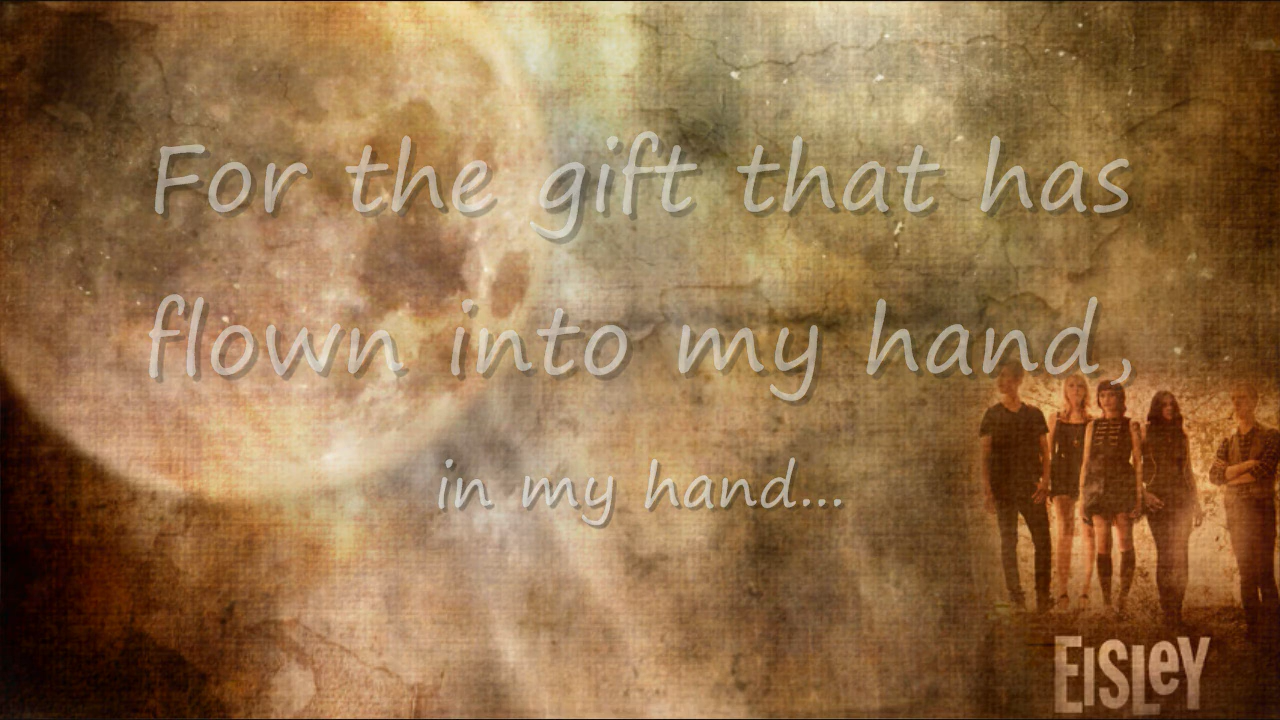 For the gift that has
flown into my hand,
in my hand...
EISLeY